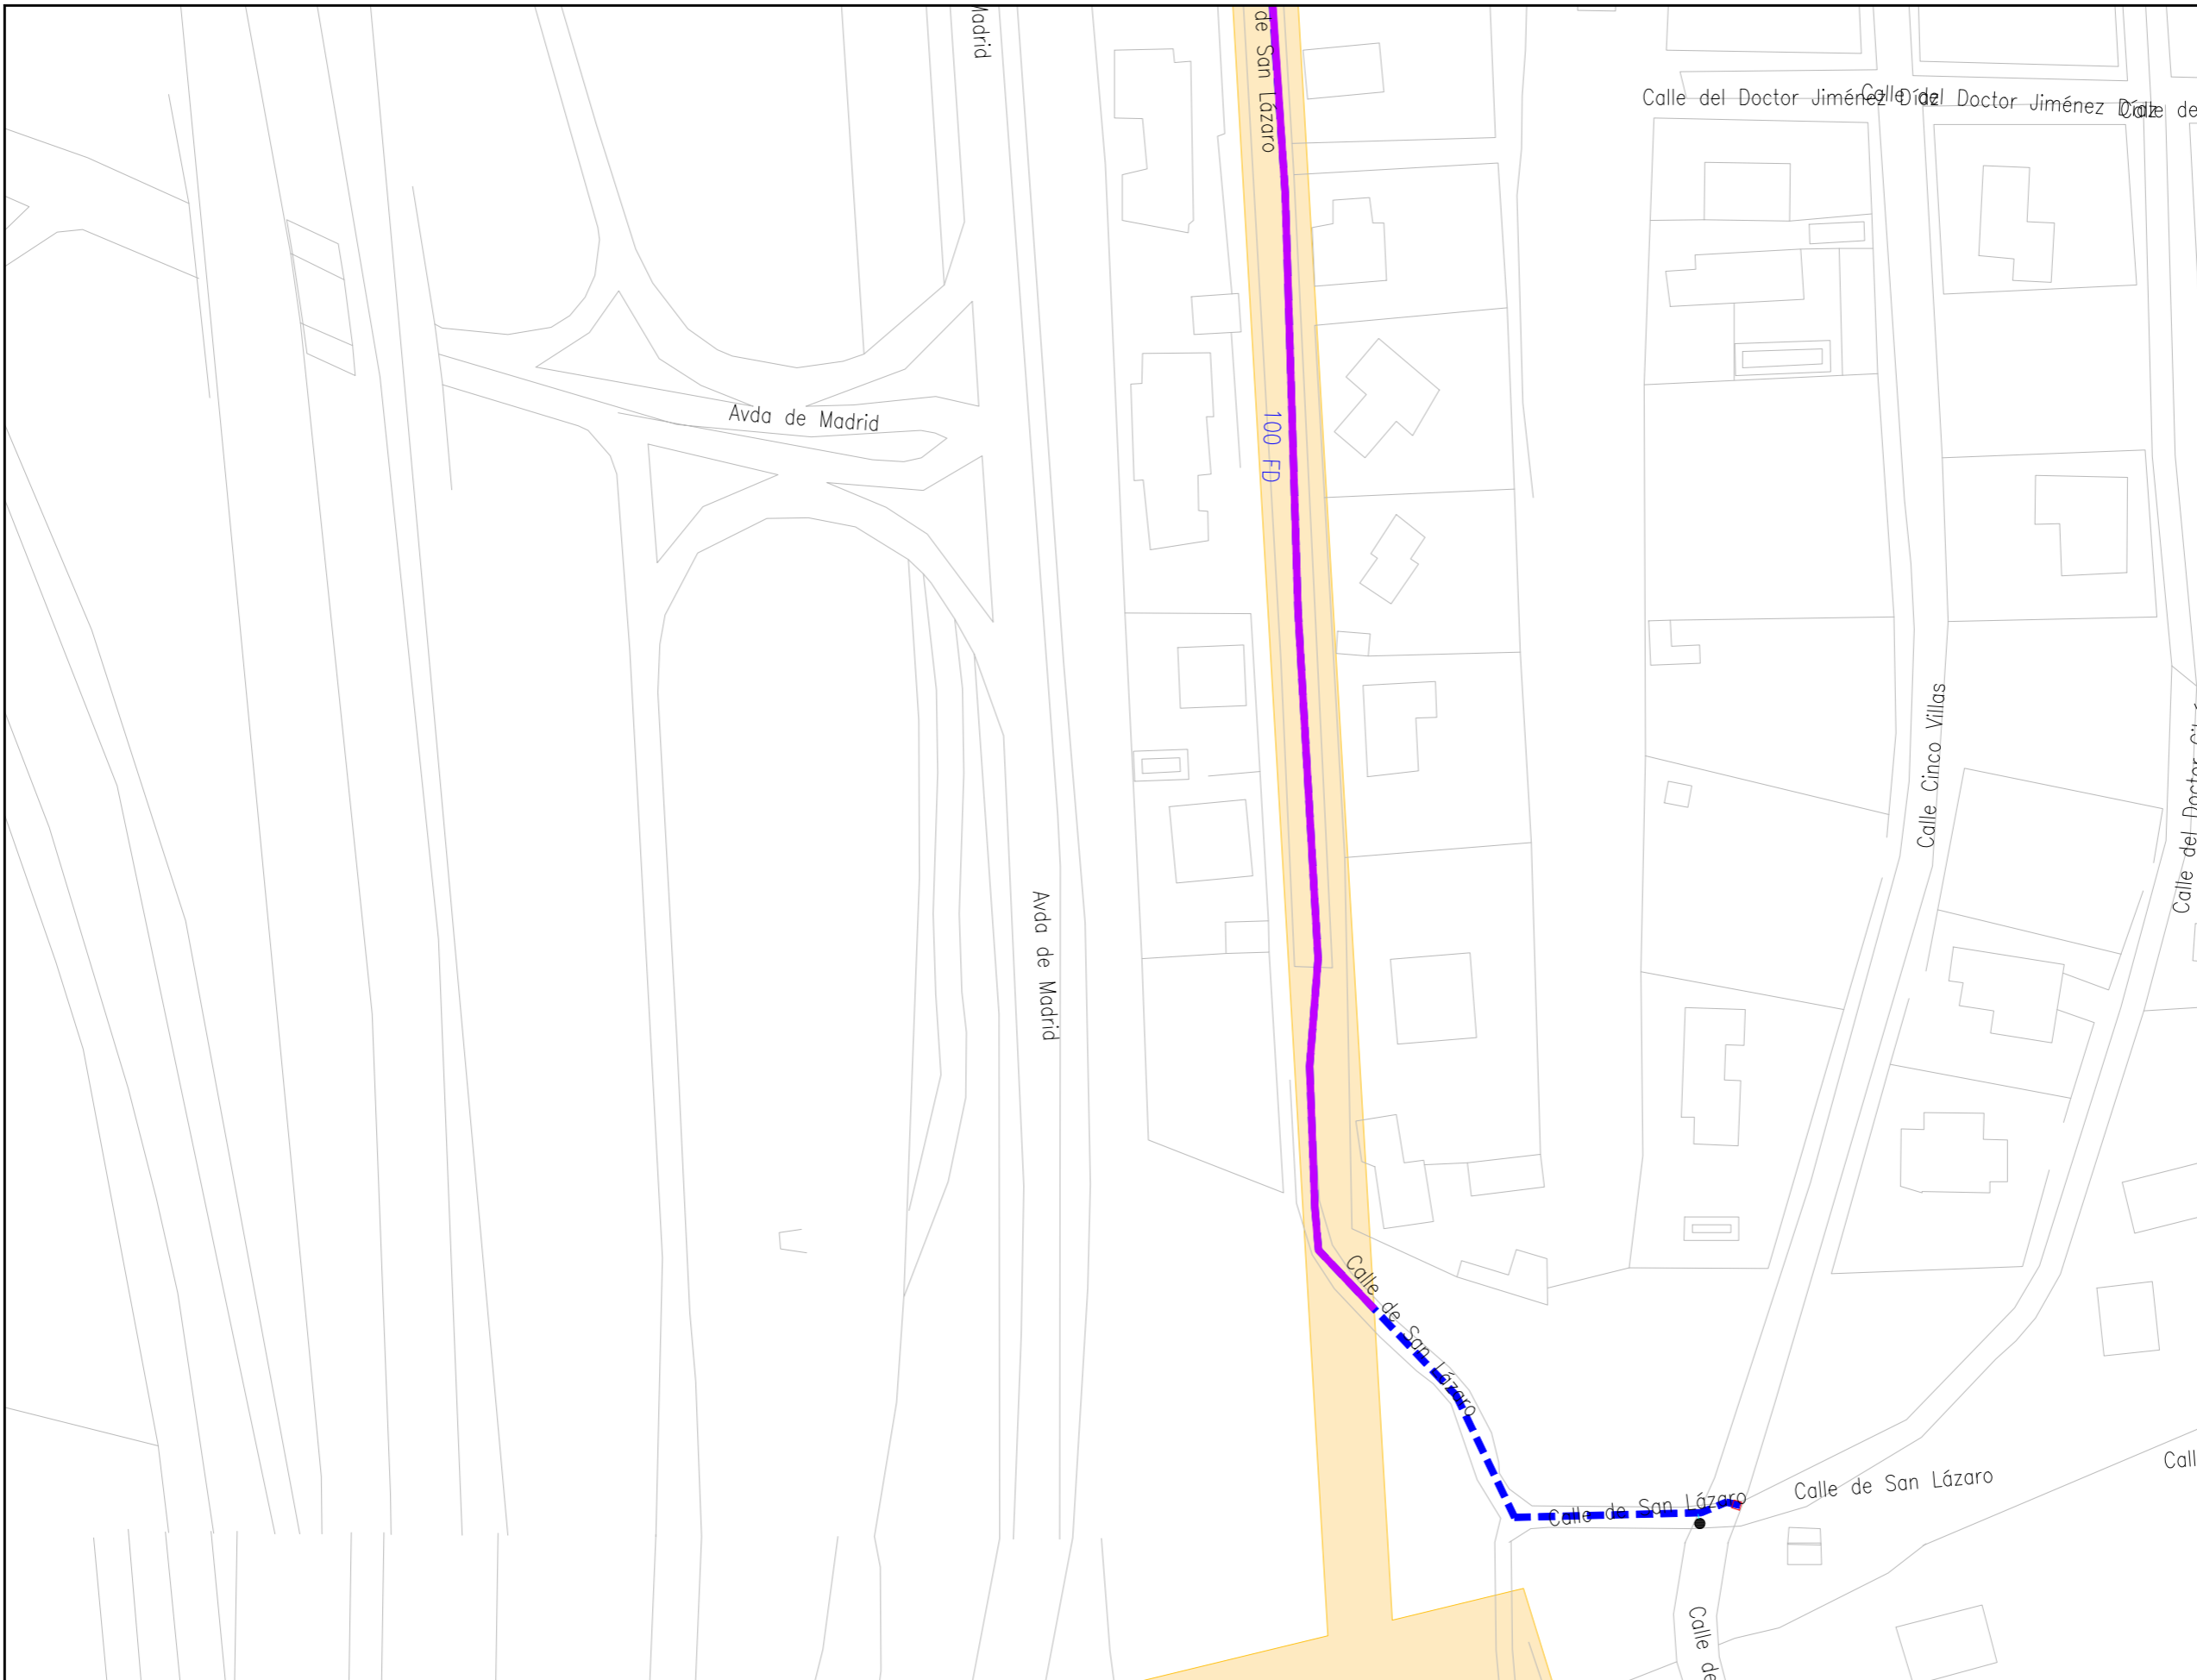 Madrid
de San Lázaro
Calle del Doctor Jiménez Díaz
Calle del Doctor Jiménez Díaz
Calle de
Avda de Madrid
100 FD
Calle Cinco Villas
Calle del Doctor
Avda de Madrid
Calle de San Lázaro
Calle de San Lázaro
Calle de San Lázaro
Call
Calle de